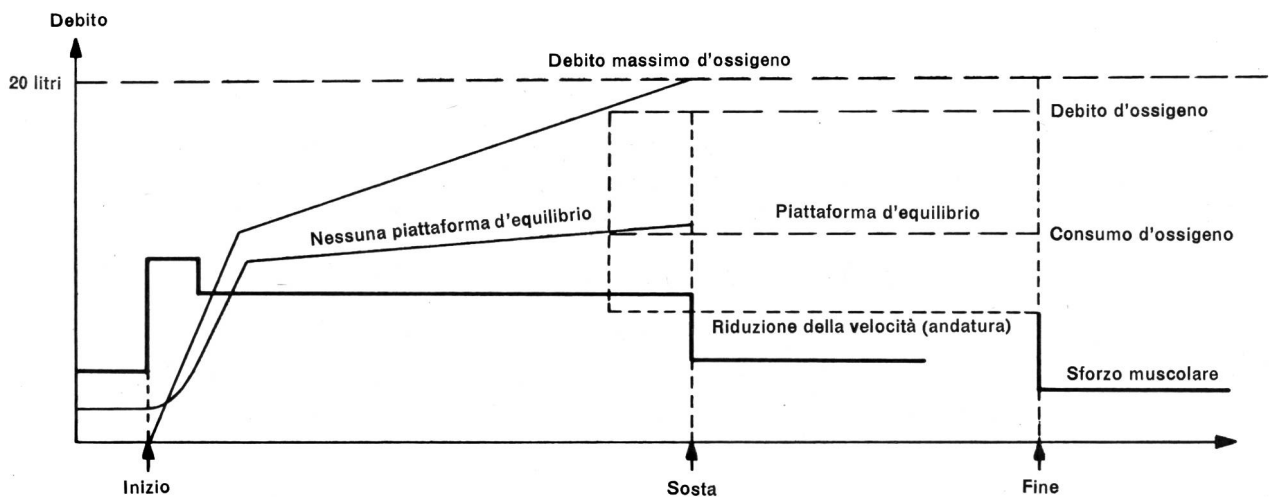 Debito
20 litri
Debito massimo d'ossigeno
Debito d'ossigeno
Nessuna piattaforma d'equilibrio
Piattaforma d'equilibrio
Consumo d'ossigeno
Riduzione della velocità (andatura)
Sforzo muscolare
Inizio
Sosta
Fine